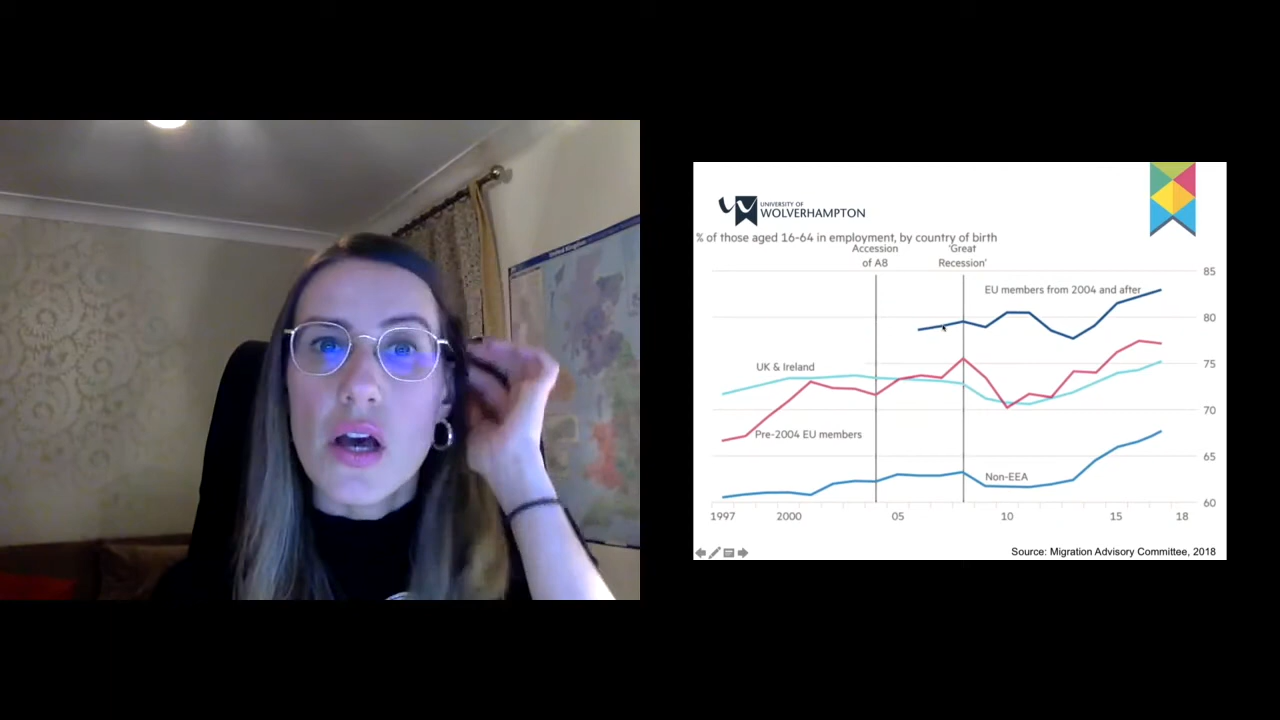 United Kingdom
UNIVERSITY OF
WOLVERHAMPTON
% of those aged 16-64 in employment, by country of birth
Accession
of A8
'Great
Recession'
85
EU members from 2004 and after
80
UK & Ireland
75
70
Pre-2004 EU members
65
Non-EEA
60
1997
2000
05
10
15
18
Source: Migration Advisory Committee, 2018